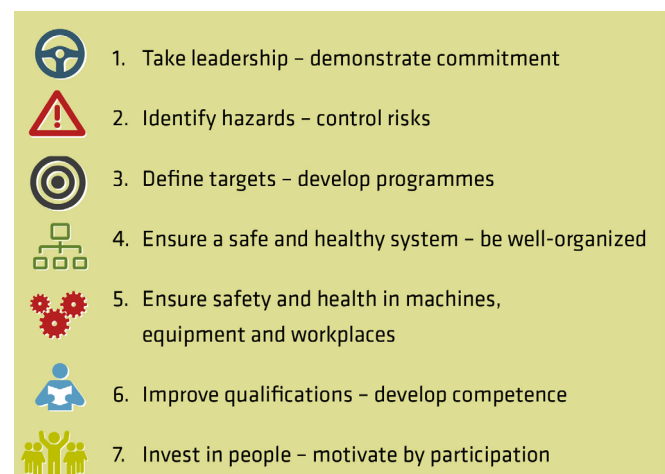 1. Take leadership – demonstrate commitment
2. Identify hazards – control risks
3. Define targets – develop programmes
4. Ensure a safe and healthy system – be well-organized
5. Ensure safety and health in machines,
equipment and workplaces
6. Improve qualifications – develop competence
7. Invest in people – motivate by participation